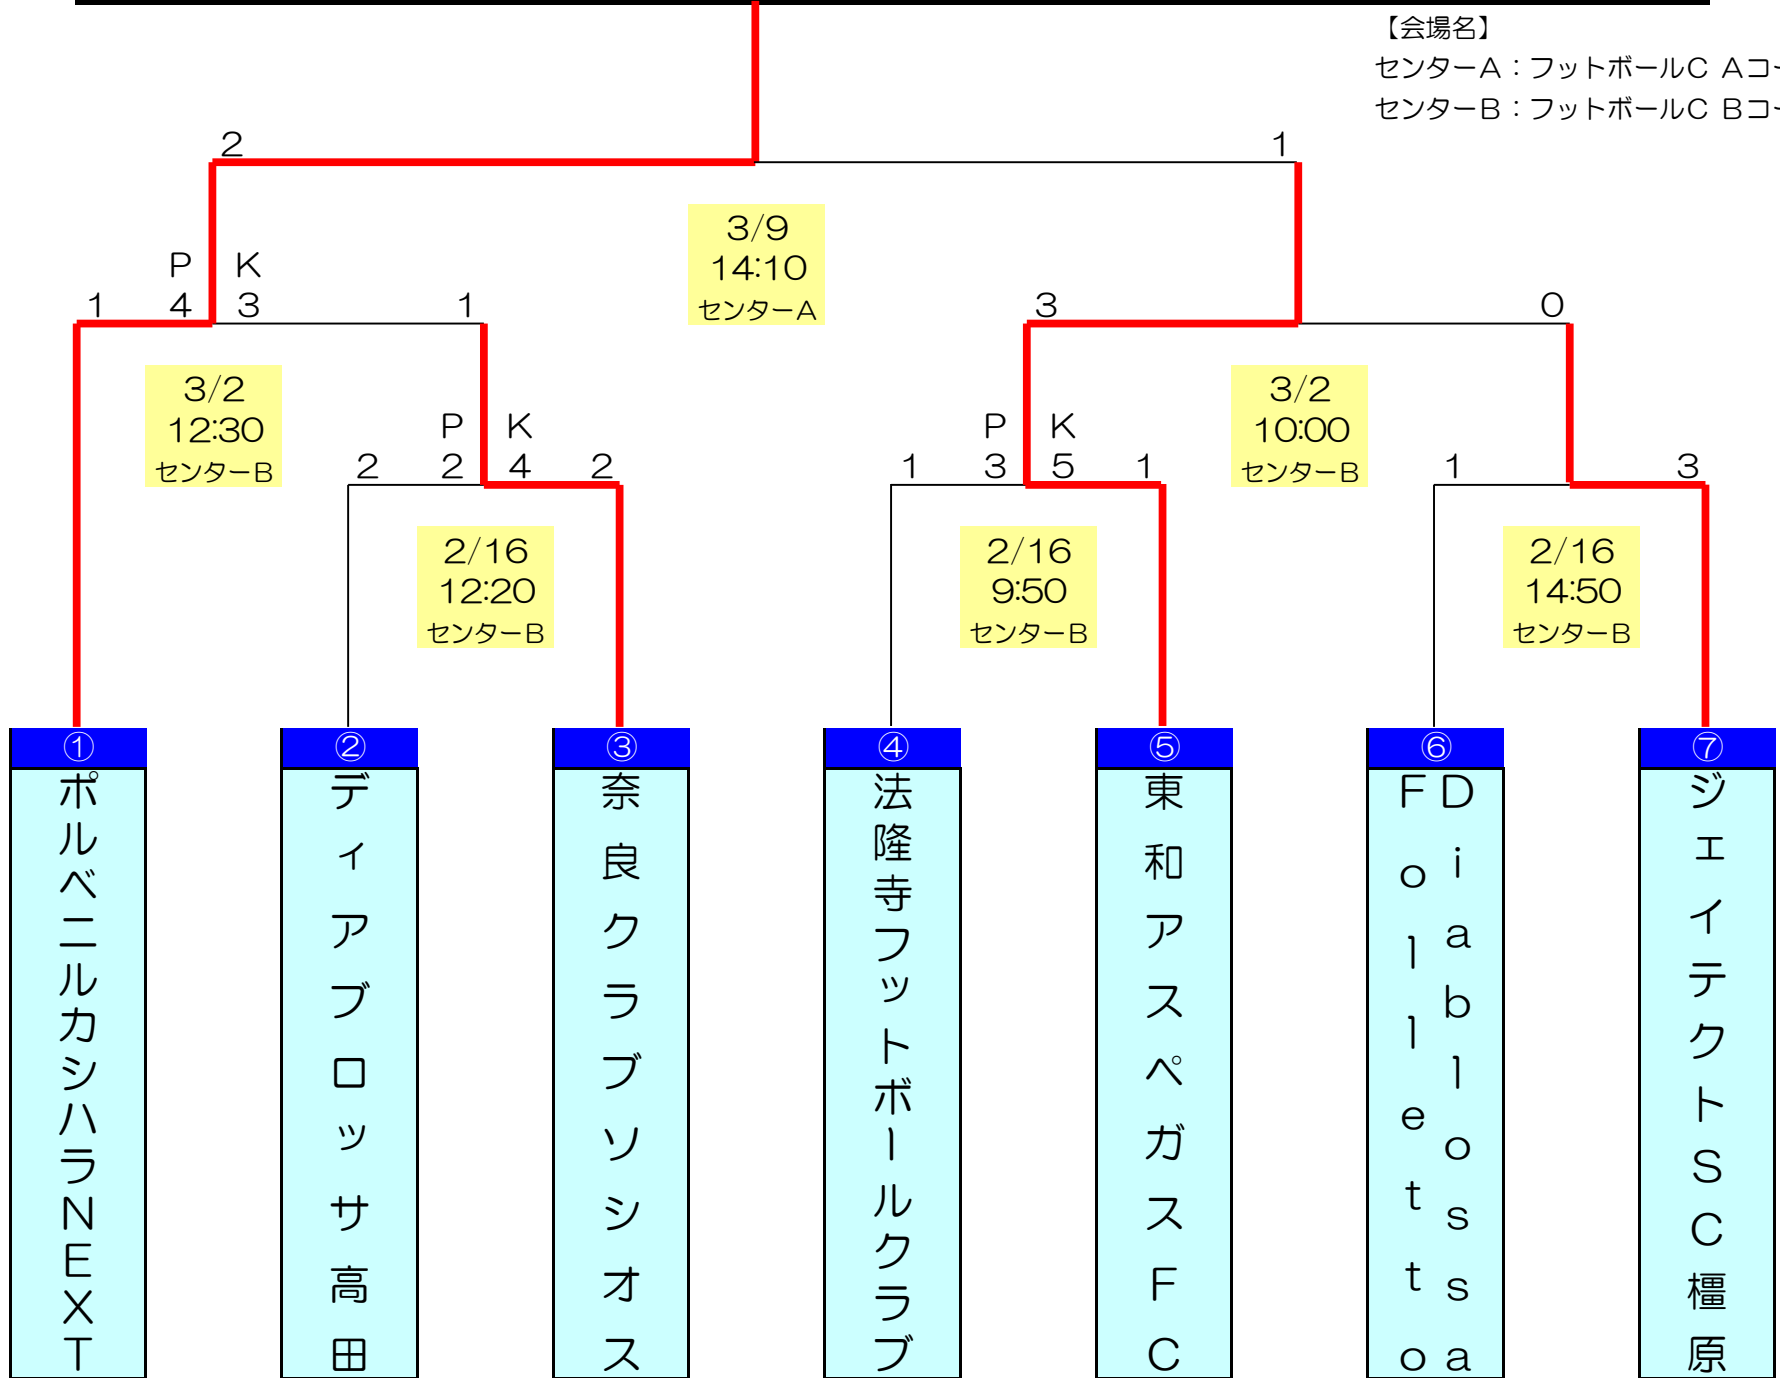 【会場名】
センターA：フットボールC Aコー
センターB：フットボールC Bコー
2 1
3/9
14:10
センターA
P K
1 4 3 1
3 0
3/2
12:30
センターB
3/2
10:00
センターB
P K
2 2 4 2
P K
1 3 5 1
1 3
2/16
12:20
センターB
2/16
9:50
センターB
2/16
14:50
センターB
① ② ③ ④ ⑤ ⑥ ⑦
ポルベニルカシハラNEXT
ディアブロッサ高田
奈良クラブソシオス
法隆寺フットボールクラブ
東和アスペガスFC
Diablossa
Folletto
ジェイテクトSC橿原